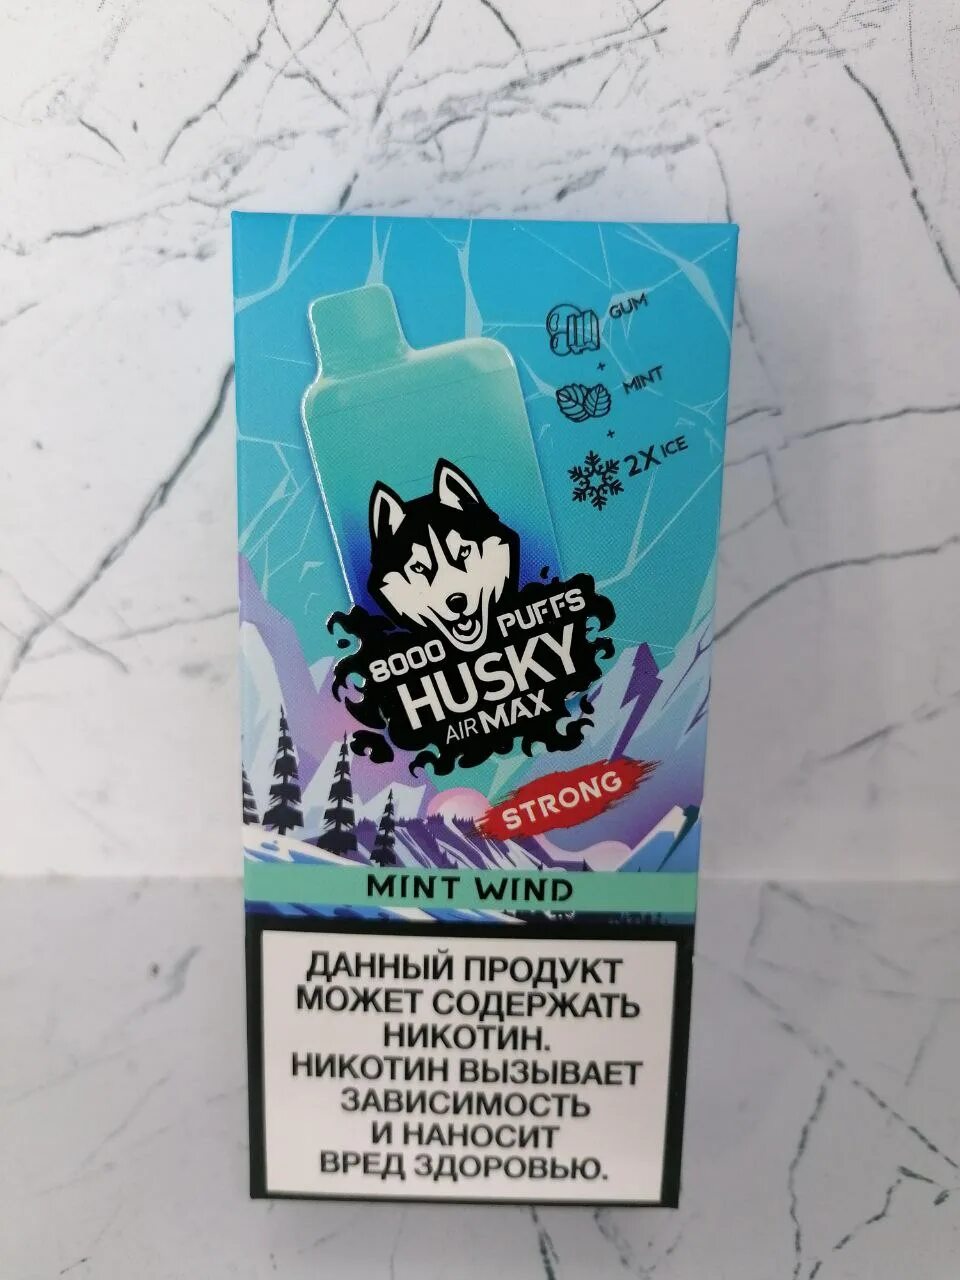 GUM
+
MINT
+
2X ICE
8000 PUFFS
HUSKY
AIR MAX
STRONG
MINT WIND
ДАННЫЙ ПРОДУКТ
МОЖЕТ СОДЕРЖАТЬ
НИКОТИН.
НИКОТИН ВЫЗЫВАЕТ
ЗАВИСИМОСТЬ
И НАНОСИТ
ВРЕД ЗДОРОВЬЮ.